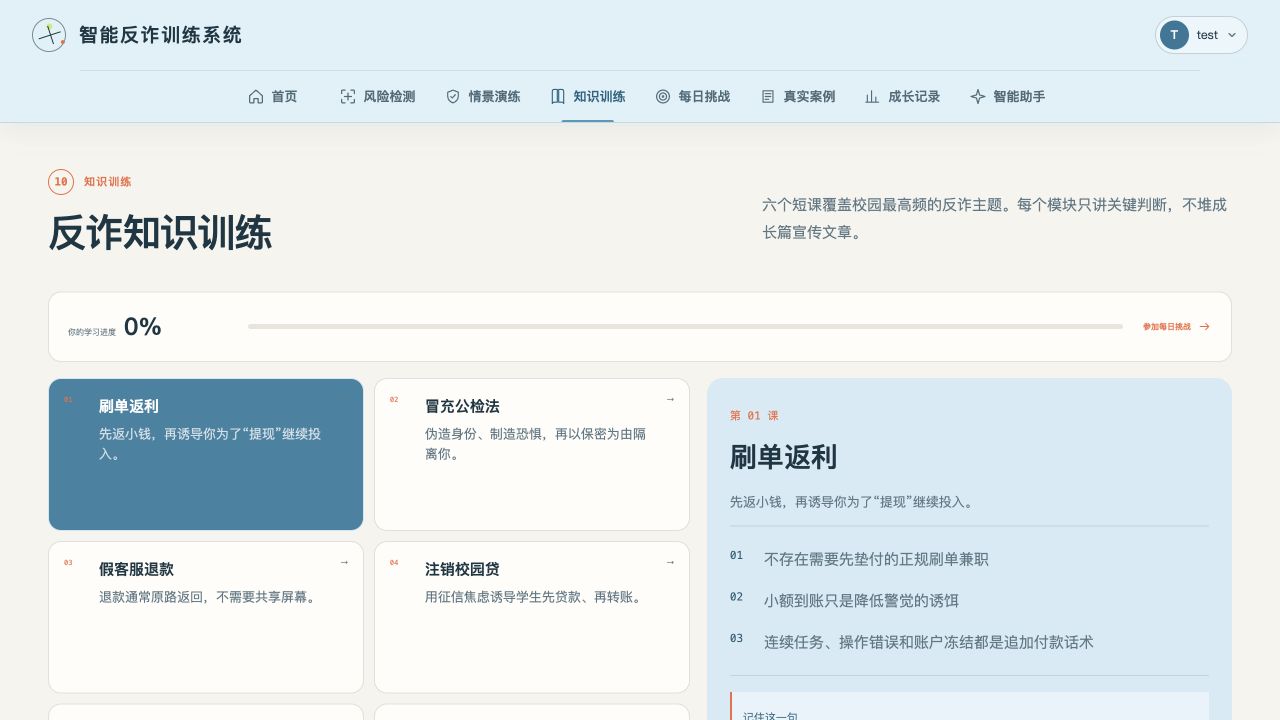 智能反诈训练系统
T test
首页 风险检测 情景演练 知识训练 每日挑战 真实案例 成长记录 智能助手
10 知识训练
反诈知识训练
六个短课覆盖校园最高频的反诈主题。每个模块只讲关键判断，不堆成
长篇宣传文章。
你的学习进度 0%
参加每日挑战 →
01 刷单返利
先返小钱，再诱导你为了“提现”继续投
入。
02 冒充公检法 →
伪造身份、制造恐惧，再以保密为由隔
离你。
03 假客服退款 →
退款通常原路返回，不需要共享屏幕。
04 注销校园贷 →
用征信焦虑诱导学生先贷款、再转账。
第 01 课
刷单返利
先返小钱，再诱导你为了“提现”继续投入。
01 不存在需要先垫付的正规刷单兼职
02 小额到账只是降低警觉的诱饵
03 连续任务、操作错误和账户冻结都是追加付款话术
记住这一句